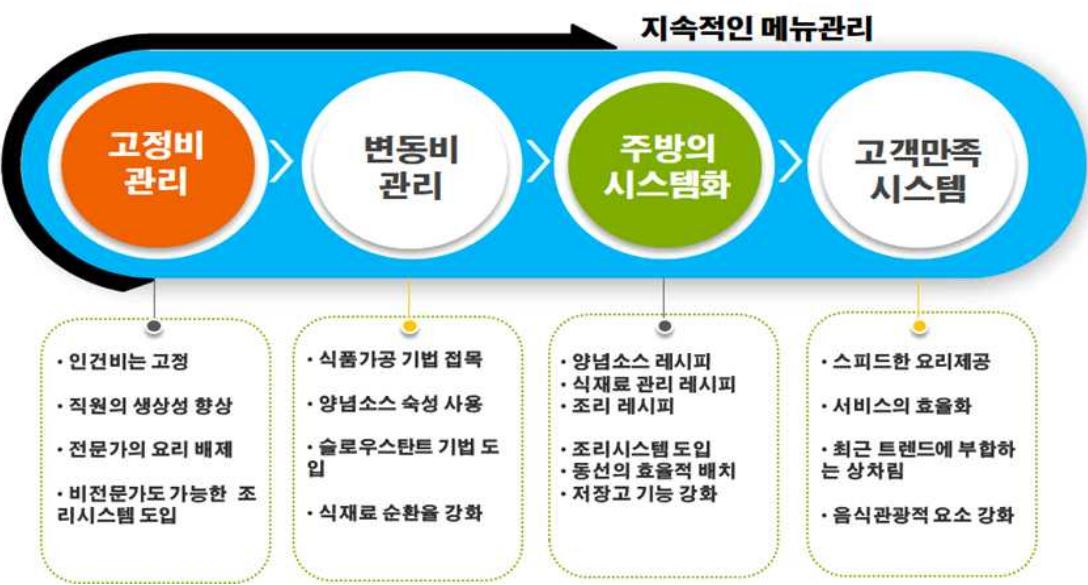 지속적인 메뉴관리
고정비
관리
변동비
관리
주방의
시스템화
고객만족
시스템
· 인건비는 고정
· 직원의 생상성 향상
· 전문가의 요리 배제
· 비전문가도 가능한 조
리시스템 도입
· 식품가공 기법 접목
· 양념소스 숙성 사용
· 슬로우스탄트 기법 도
입
· 식재료 순환율 강화
· 양념소스 레시피
· 식재료 관리 레시피
· 조리 레시피
· 조리시스템 도입
· 동선의 효율적 배치
· 저장고 기능 강화
· 스피드한 요리제공
· 서비스의 효율화
· 최근 트렌드에 부합하
는 상차림
· 음식관광적 요소 강화